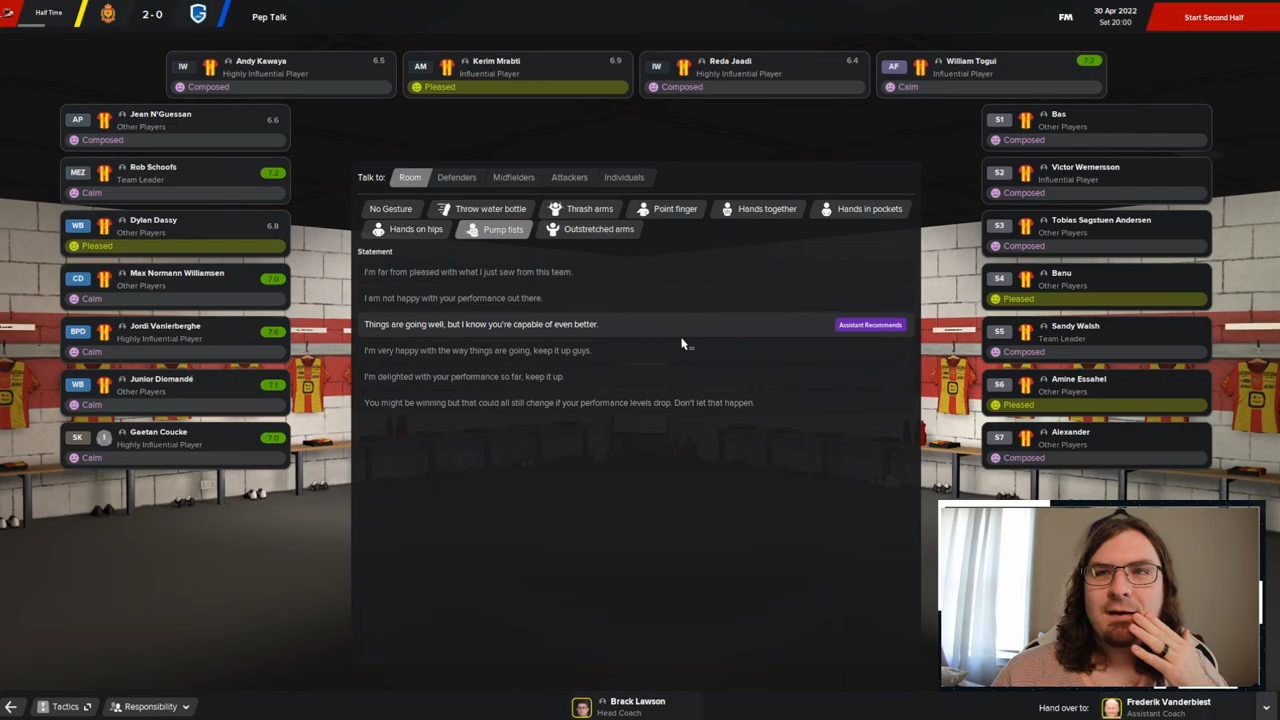 Half Time
2 - 0
Pep Talk
FM
30 Apr 2022
Sat 20:00
Start Second Half
IW
Andy Kawaya
6.5
Highly Influential Player
Composed
AM
Kerim Mrabti
6.9
Influential Player
Pleased
IW
Reda Jaadi
6.4
Highly Influential Player
Composed
AF
William Togui
7.2
Influential Player
Calm
AP
Jean N'Guessan
Other Players
6.6
Composed
MEZ
Rob Schoofs
Team Leader
7.2
Calm
WB
Dylan Dassy
Other Players
6.8
Pleased
CD
Max Normann Williamsen
Other Players
7.0
Calm
BPD
Jordi Vanlerberghe
Highly Influential Player
7.6
Calm
WB
Junior Diomandé
Other Players
7.1
Calm
SK
1
Gaetan Coucke
Highly Influential Player
7.0
Calm
Talk to:
Room
Defenders
Midfielders
Attackers
Individuals
No Gesture
Throw water bottle
Thrash arms
Point finger
Hands together
Hands in pockets
Hands on hips
Pump fists
Outstretched arms
Statement
I'm far from pleased with what I just saw from this team.
I am not happy with your performance out there.
Things are going well, but I know you're capable of even better.
Assistant Recommends
I'm very happy with the way things are going, keep it up guys.
I'm delighted with your performance so far, keep it up.
You might be winning but that could all still change if your performance levels drop. Don't let that happen.
S1
Bas
Other Players
Composed
S2
Victor Wernersson
Influential Player
Composed
S3
Tobias Sagstuen Andersen
Other Players
Composed
S4
Banu
Other Players
Pleased
S5
Sandy Walsh
Team Leader
Composed
S6
Amine Essahel
Other Players
Pleased
S7
Alexander
Other Players
Composed
Tactics
Responsibility
Brack Lawson
Head Coach
Hand over to:
Frederik Vanderbiest
Assistant Coach